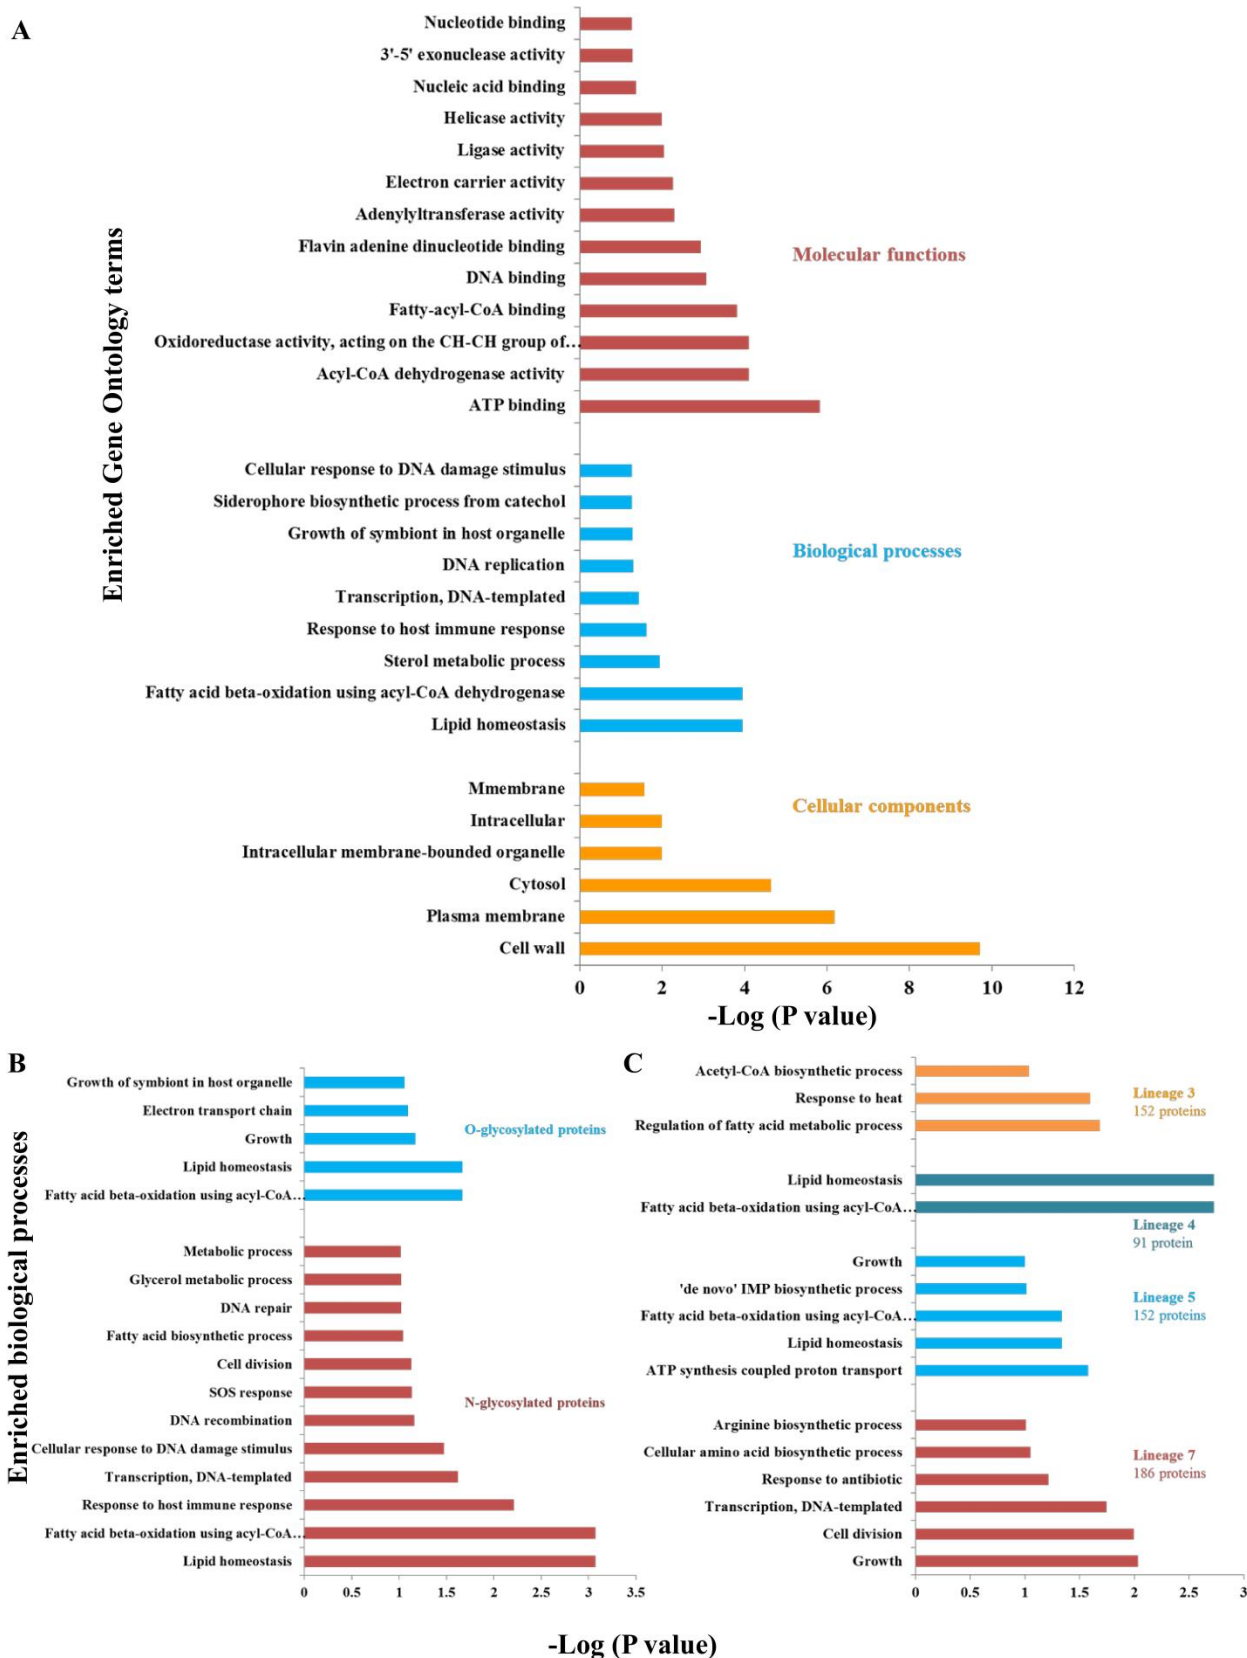 A
Enriched Gene Ontology terms
Nucleotide binding
3'-5' exonuclease activity
Nucleic acid binding
Helicase activity
Ligase activity
Electron carrier activity
Adenylyltransferase activity
Flavin adenine dinucleotide binding
DNA binding
Fatty-acyl-CoA binding
Oxidoreductase activity, acting on the CH-CH group of…
Acyl-CoA dehydrogenase activity
ATP binding
Molecular functions
Cellular response to DNA damage stimulus
Siderophore biosynthetic process from catechol
Growth of symbiont in host organelle
DNA replication
Transcription, DNA-templated
Response to host immune response
Sterol metabolic process
Fatty acid beta-oxidation using acyl-CoA dehydrogenase
Lipid homeostasis
Biological processes
Mmembrane
Intracellular
Intracellular membrane-bounded organelle
Cytosol
Plasma membrane
Cell wall
Cellular components
0 2 4 6 8 10 12
-Log (P value)
B
Enriched biological processes
Growth of symbiont in host organelle
Electron transport chain
Growth
Lipid homeostasis
Fatty acid beta-oxidation using acyl-CoA…
O-glycosylated proteins
Metabolic process
Glycerol metabolic process
DNA repair
Fatty acid biosynthetic process
Cell division
SOS response
DNA recombination
Cellular response to DNA damage stimulus
Transcription, DNA-templated
Response to host immune response
Fatty acid beta-oxidation using acyl-CoA…
Lipid homeostasis
N-glycosylated proteins
0 0.5 1 1.5 2 2.5 3 3.5
C
Acetyl-CoA biosynthetic process
Response to heat
Regulation of fatty acid metabolic process
Lineage 3
152 proteins
Lipid homeostasis
Fatty acid beta-oxidation using acyl-CoA…
Lineage 4
91 protein
Growth
'de novo' IMP biosynthetic process
Fatty acid beta-oxidation using acyl-CoA…
Lipid homeostasis
ATP synthesis coupled proton transport
Lineage 5
152 proteins
Arginine biosynthetic process
Cellular amino acid biosynthetic process
Response to antibiotic
Transcription, DNA-templated
Cell division
Growth
Lineage 7
186 proteins
0 0.5 1 1.5 2 2.5 3
-Log (P value)